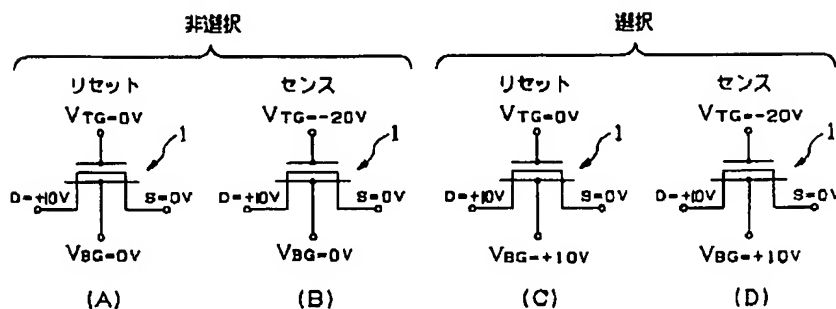 非選択 選択
リセット センス リセット センス
VTG=0V VTG=-20V VTG=0V VTG=-20V
1 1 1 1
D=+10V S=0V D=+10V S=0V D=+10V S=0V D=+10V S=0V
VBG=0V VBG=0V VBG=+10V VBG=+10V
(A) (B) (C) (D)